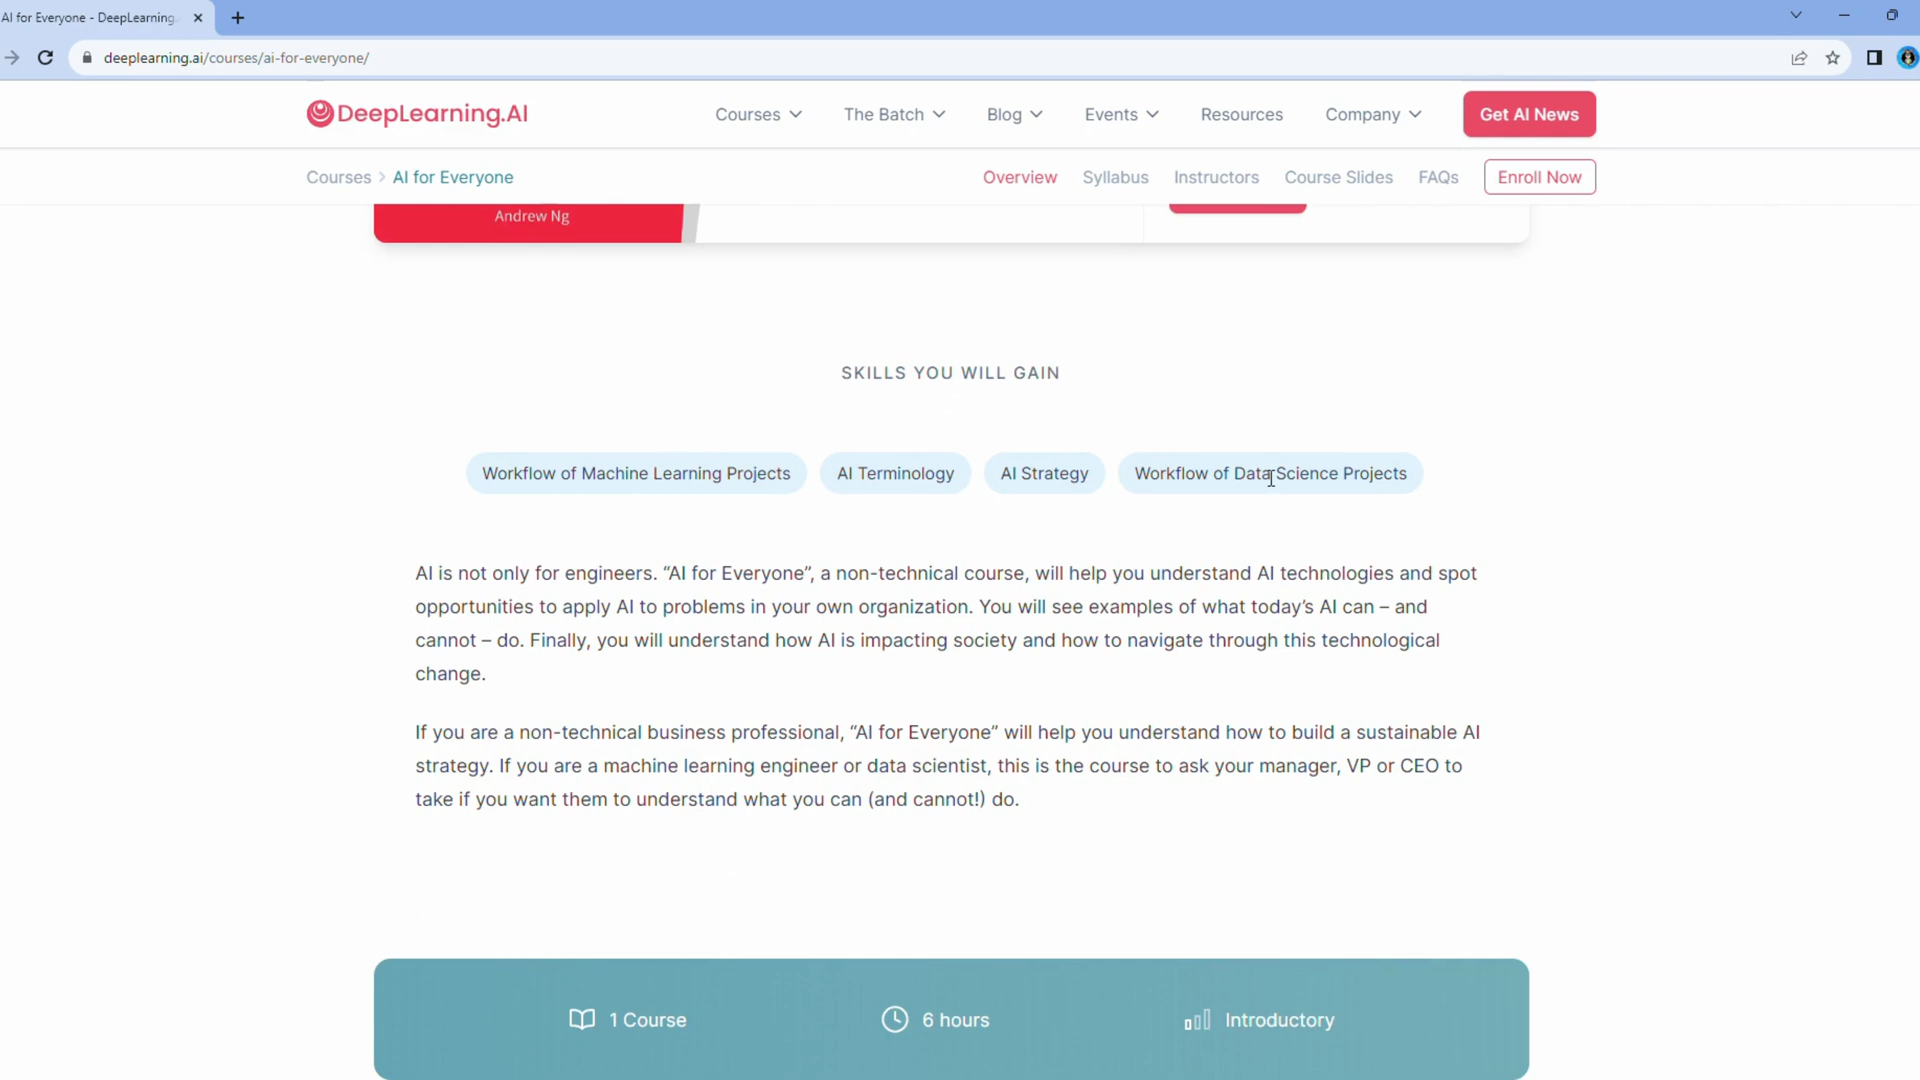 AI for Everyone - DeepLearning.
deeplearning.ai/courses/ai-for-everyone/
DeepLearning.AI
Courses
The Batch
Blog
Events
Resources
Company
Get AI News
Courses > AI for Everyone
Overview
Syllabus
Instructors
Course Slides
FAQs
Enroll Now
Andrew Ng
SKILLS YOU WILL GAIN
Workflow of Machine Learning Projects
AI Terminology
AI Strategy
Workflow of Data Science Projects
AI is not only for engineers. “AI for Everyone”, a non-technical course, will help you understand AI technologies and spot
opportunities to apply AI to problems in your own organization. You will see examples of what today’s AI can – and
cannot – do. Finally, you will understand how AI is impacting society and how to navigate through this technological
change.
If you are a non-technical business professional, “AI for Everyone” will help you understand how to build a sustainable AI
strategy. If you are a machine learning engineer or data scientist, this is the course to ask your manager, VP or CEO to
take if you want them to understand what you can (and cannot!) do.
1 Course
6 hours
Introductory